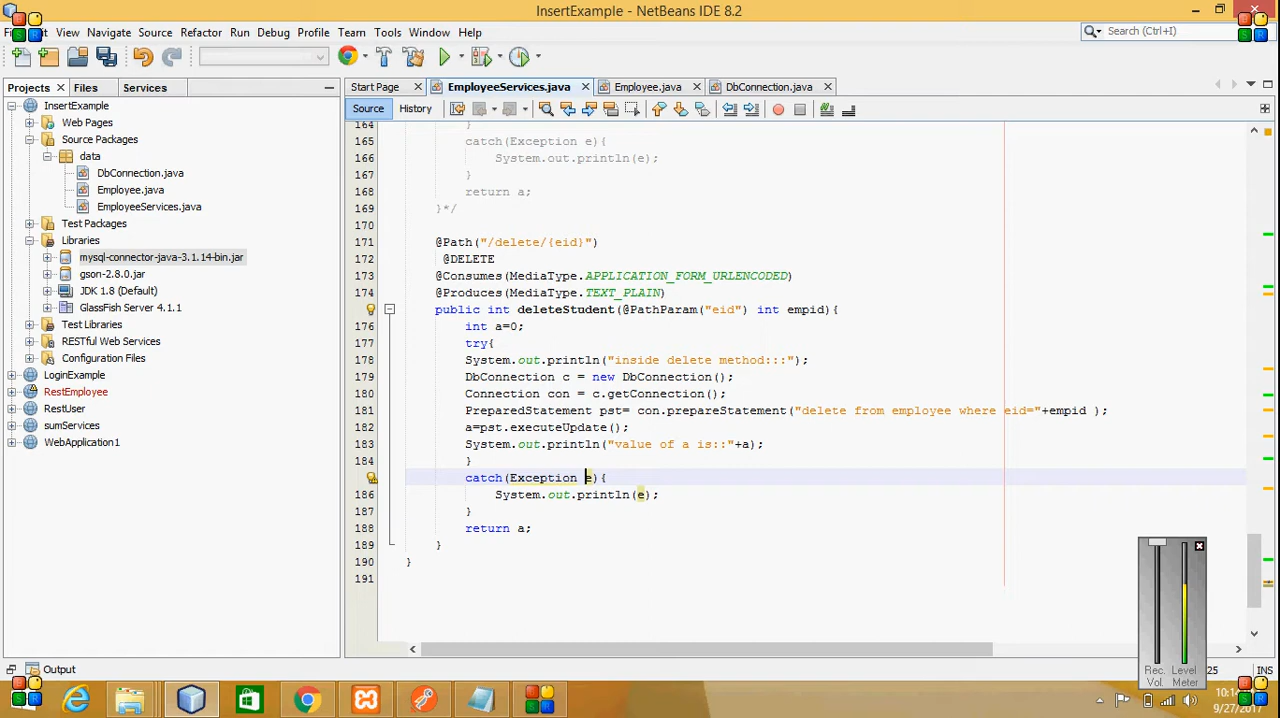 InsertExample - NetBeans IDE 8.2
View Navigate Source Refactor Run Debug Profile Team Tools Window Help
Search (Ctrl+I)
Projects Files Services
Start Page EmployeeServices.java Employee.java DbConnection.java
Source History
InsertExample
Web Pages
Source Packages
data
DbConnection.java
Employee.java
EmployeeServices.java
Test Packages
Libraries
mysql-connector-java-3.1.14-bin.jar
gson-2.8.0.jar
JDK 1.8 (Default)
GlassFish Server 4.1.1
Test Libraries
RESTful Web Services
Configuration Files
LoginExample
RestEmployee
RestUser
sumServices
WebApplication1
164 }
165 catch(Exception e){
166 System.out.println(e);
167 }
168 return a;
169 }*/
170
171 @Path("/delete/{eid}")
172 @DELETE
173 @Consumes(MediaType.APPLICATION_FORM_URLENCODED)
174 @Produces(MediaType.TEXT_PLAIN)
public int deleteStudent(@PathParam("eid") int empid){
176 int a=0;
177 try{
178 System.out.println("inside delete method:::");
179 DbConnection c = new DbConnection();
180 Connection con = c.getConnection();
181 PreparedStatement pst= con.prepareStatement("delete from employee where eid="+empid );
182 a=pst.executeUpdate();
183 System.out.println("value of a is::"+a);
184 }
catch(Exception e){
186 System.out.println(e);
187 }
188 return a;
189 }
190 }
191
Rec. Level
Vol. Meter
Output
25 INS
10:1
9/27/2017